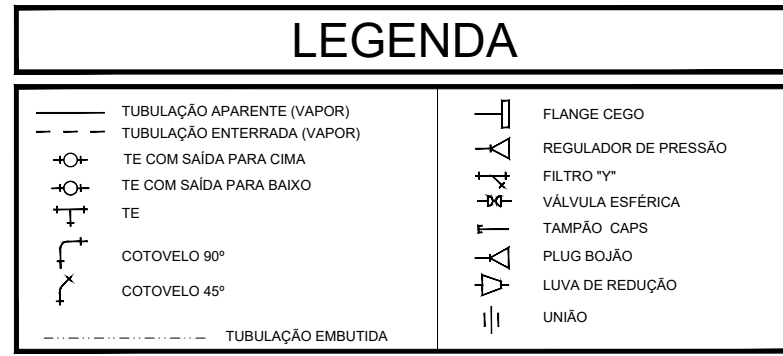 LEGENDA
TUBULAÇÃO APARENTE (VAPOR)
TUBULAÇÃO ENTERRADA (VAPOR)
TE COM SAÍDA PARA CIMA
TE COM SAÍDA PARA BAIXO
TE
COTOVELO 90º
COTOVELO 45º
TUBULAÇÃO EMBUTIDA
FLANGE CEGO
REGULADOR DE PRESSÃO
FILTRO "Y"
VÁLVULA ESFÉRICA
TAMPÃO CAPS
PLUG BOJÃO
LUVA DE REDUÇÃO
UNIÃO